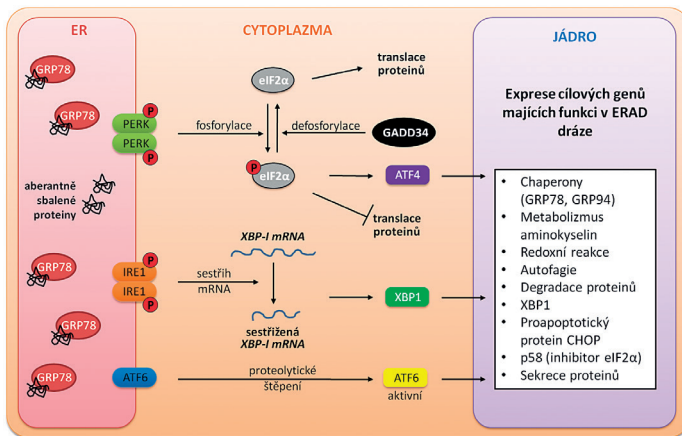 ER
GRP78
GRP78
P
PERK
PERK
P
aberantně
sbalené
proteiny
GRP78
P
IRE1
IRE1
P
GRP78
GRP78
ATF6
CYTOPLAZMA
eIF2α
translace
proteinů
fosforylace
defosforylace
GADD34
P
eIF2α
ATF4
translace
proteinů
XBP-I mRNA
sestřih
mRNA
XBP1
sestřižená
XBP-I mRNA
proteolytické
štěpení
ATF6
aktivní
JÁDRO
Exprese cílových genů
majících funkci v ERAD
dráze
• Chaperony
(GRP78, GRP94)
• Metabolizmus
aminokyselin
• Redoxní reakce
• Autofagie
• Degradace proteinů
• XBP1
• Proapoptotický
protein CHOP
• p58 (inhibitor eIF2α)
• Sekrece proteinů